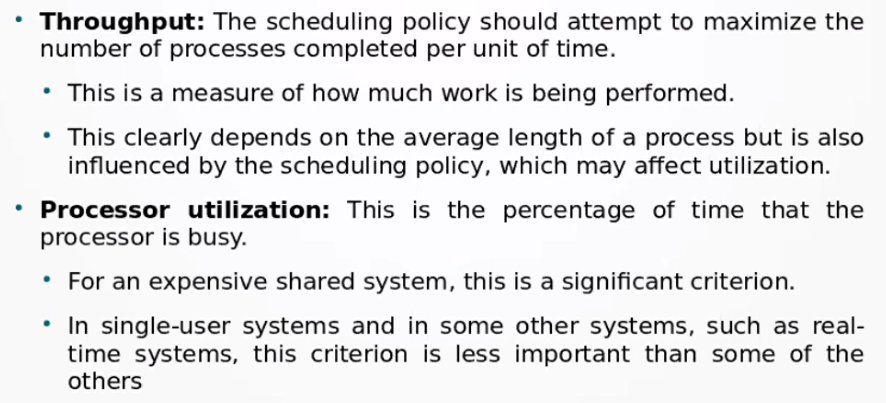 • Throughput: The scheduling policy should attempt to maximize the
number of processes completed per unit of time.
• This is a measure of how much work is being performed.
• This clearly depends on the average length of a process but is also
influenced by the scheduling policy, which may affect utilization.
• Processor utilization: This is the percentage of time that the
processor is busy.
• For an expensive shared system, this is a significant criterion.
• In single-user systems and in some other systems, such as real-
time systems, this criterion is less important than some of the
others